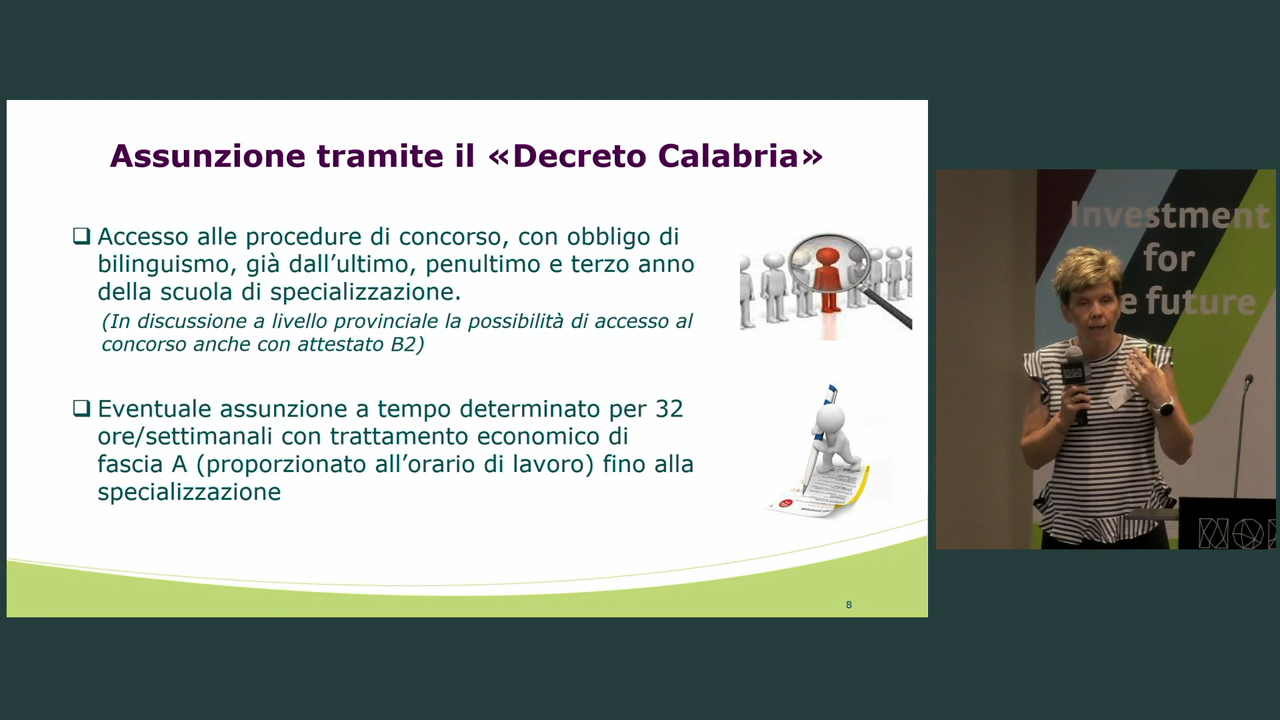 Assunzione tramite il «Decreto Calabria»
❑ Accesso alle procedure di concorso, con obbligo di
bilinguismo, già dall’ultimo, penultimo e terzo anno
della scuola di specializzazione.
(In discussione a livello provinciale la possibilità di accesso al
concorso anche con attestato B2)
❑ Eventuale assunzione a tempo determinato per 32
ore/settimanali con trattamento economico di
fascia A (proporzionato all’orario di lavoro) fino alla
specializzazione
8
Investment
for
e future
NOI